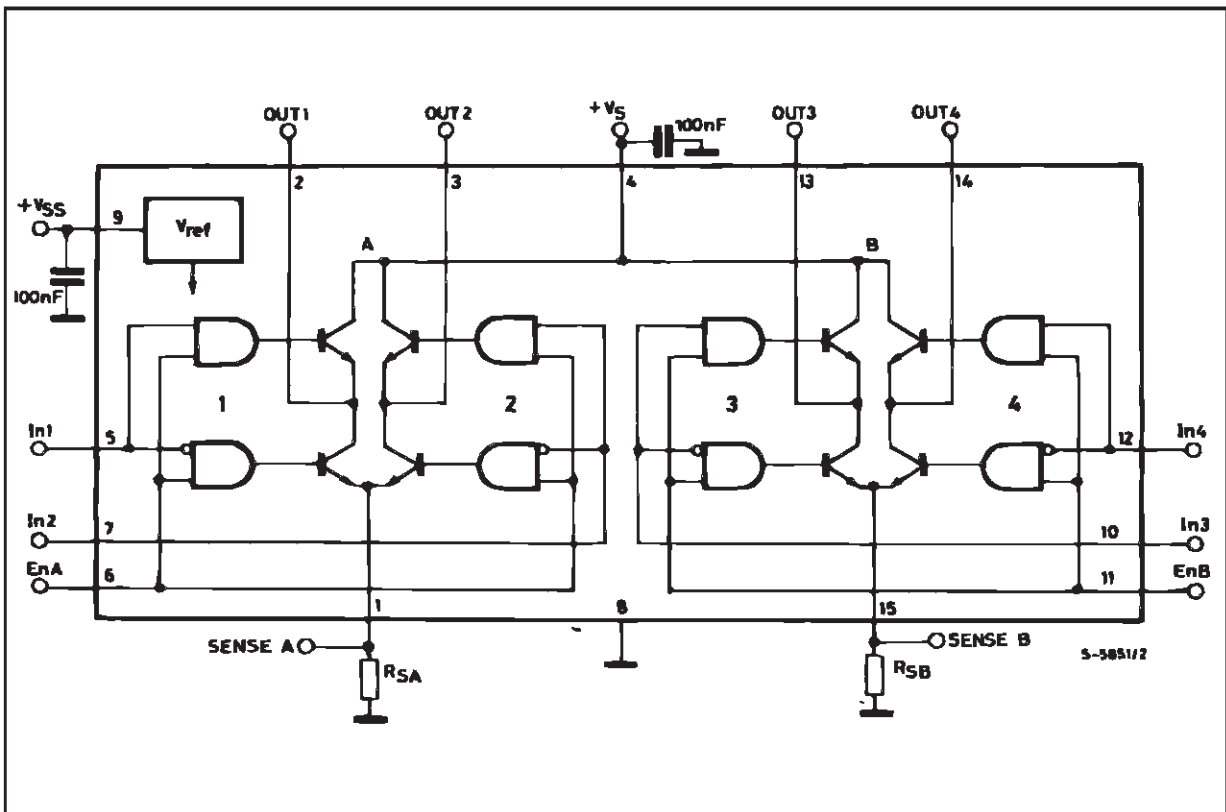 OUT1 OUT2 +VS 100nF OUT3 OUT4
2 3 4 13 14
+VSS 9 Vref
A B
100nF
1 2 3 4
In1 5 12 In4
In2 7 10 In3
EnA 6 11 EnB
1 8 15
SENSE A SENSE B S-5851/2
RSA RSB